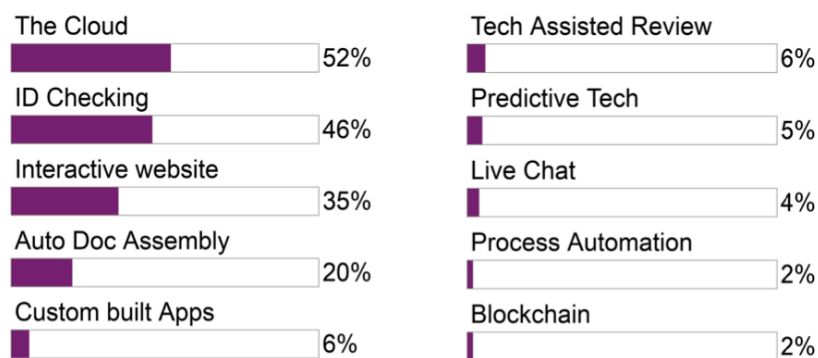 The Cloud
52%
ID Checking
46%
Interactive website
35%
Auto Doc Assembly
20%
Custom built Apps
6%
Tech Assisted Review
6%
Predictive Tech
5%
Live Chat
4%
Process Automation
2%
Blockchain
2%